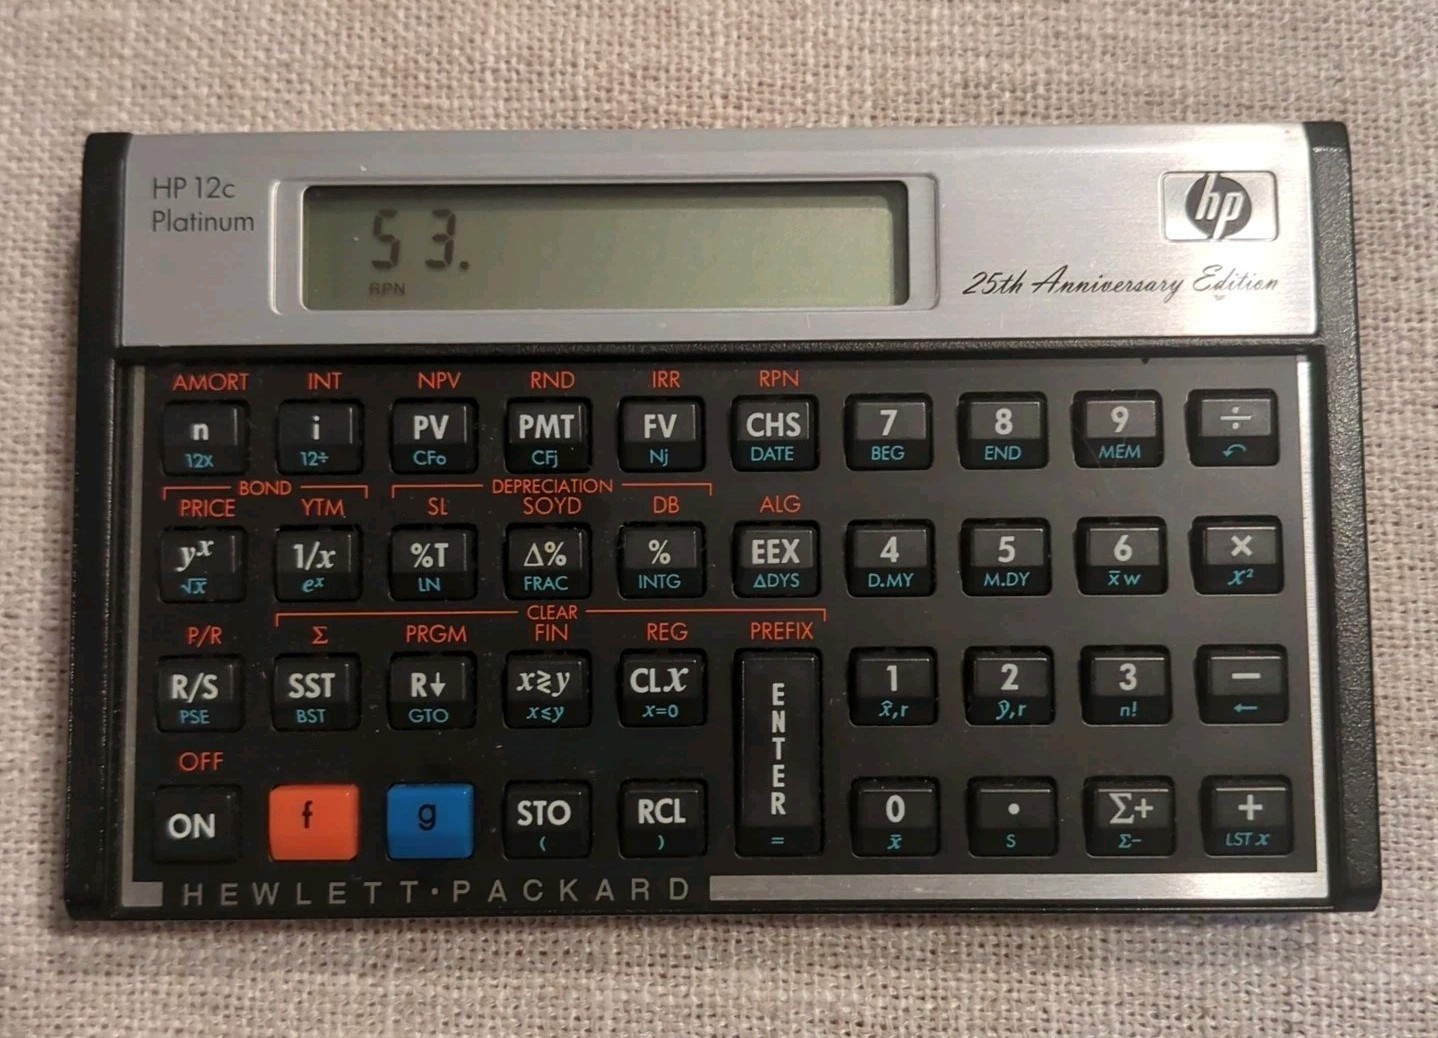 HP 12c
Platinum
hp
25th Anniversary Edition
53.
RPN
AMORT INT NPV RND IRR RPN
n i PV PMT FV CHS 7 8 9 ÷
12x 12÷ CFo CFj Nj DATE BEG END MEM
BOND DEPRECIATION
PRICE YTM SL SOYD DB ALG
yˣ 1/x %T Δ% % EEX 4 5 6 ×
√x eˣ LN FRAC INTG ΔDYS D.MY M.DY x̄w x²
CLEAR
P/R Σ PRGM FIN REG PREFIX
R/S SST R↓ x≷y CLx ENTER 1 2 3 −
PSE BST GTO x≤y x=0 x̂,r ŷ,r n! ←
OFF
ON f g STO RCL 0 • Σ+ +
( ) = x̄ S Σ− LST x
HEWLETT·PACKARD